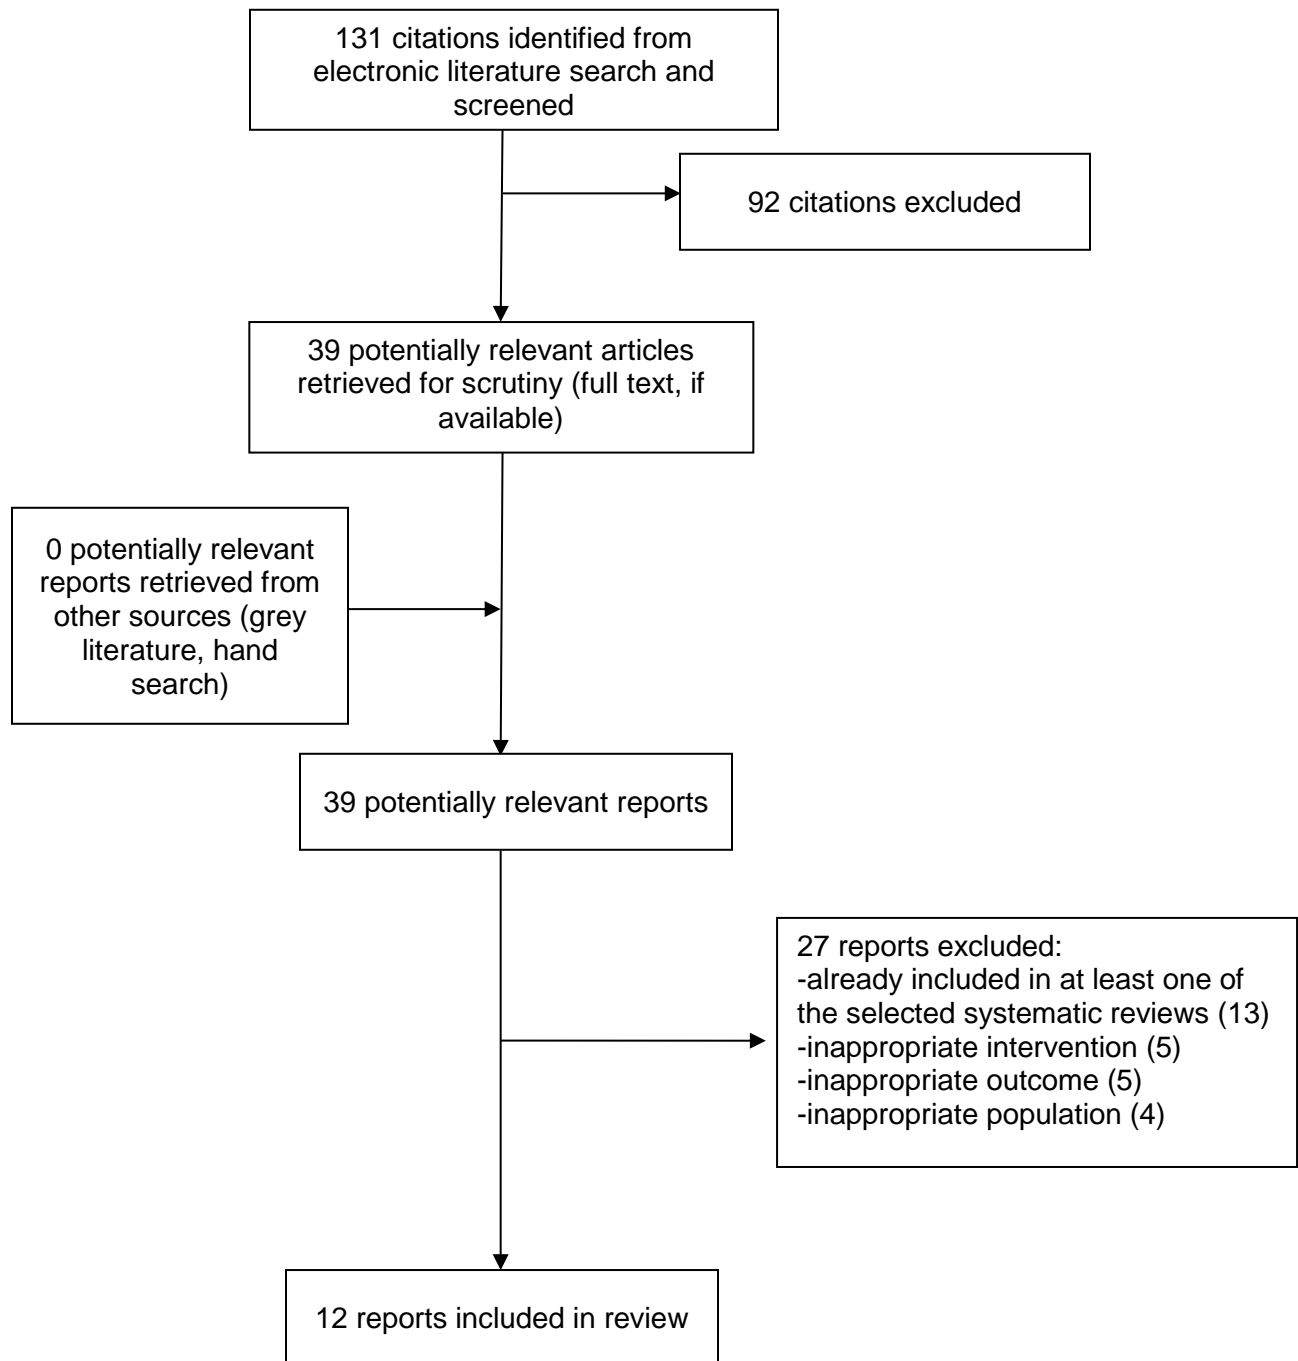 131 citations identified from
electronic literature search and
screened
92 citations excluded
39 potentially relevant articles
retrieved for scrutiny (full text, if
available)
0 potentially relevant
reports retrieved from
other sources (grey
literature, hand
search)
39 potentially relevant reports
27 reports excluded:
-already included in at least one of
the selected systematic reviews (13)
-inappropriate intervention (5)
-inappropriate outcome (5)
-inappropriate population (4)
12 reports included in review